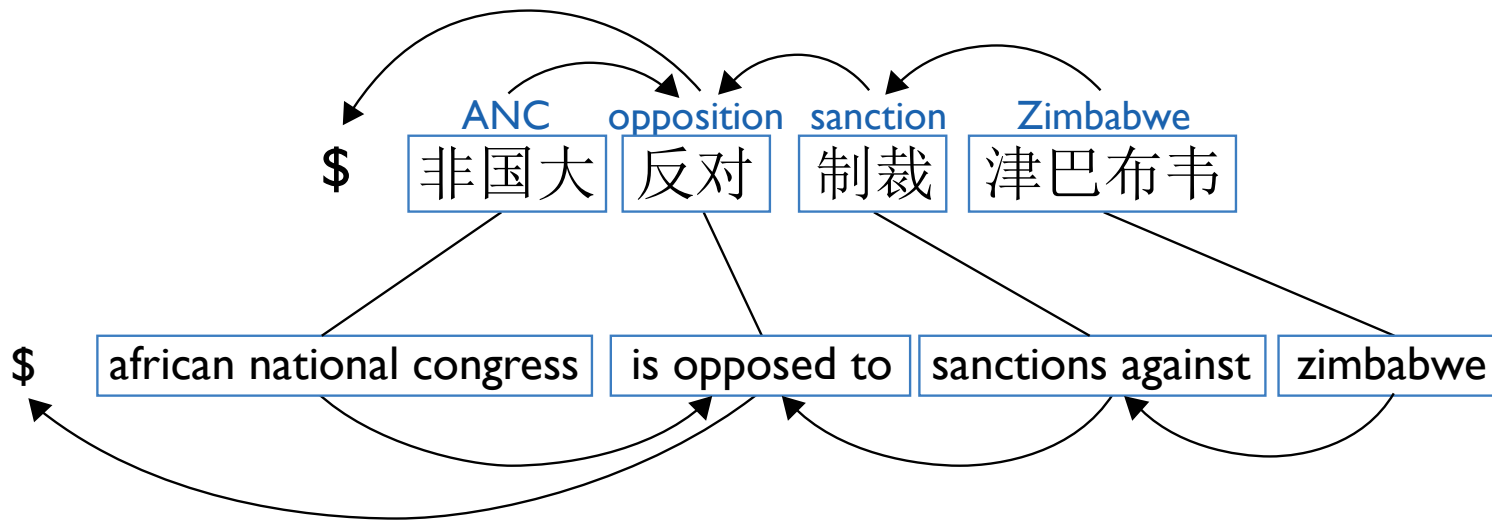 ANC opposition sanction Zimbabwe
$ 非国大 反对 制裁 津巴布韦
$ african national congress is opposed to sanctions against zimbabwe